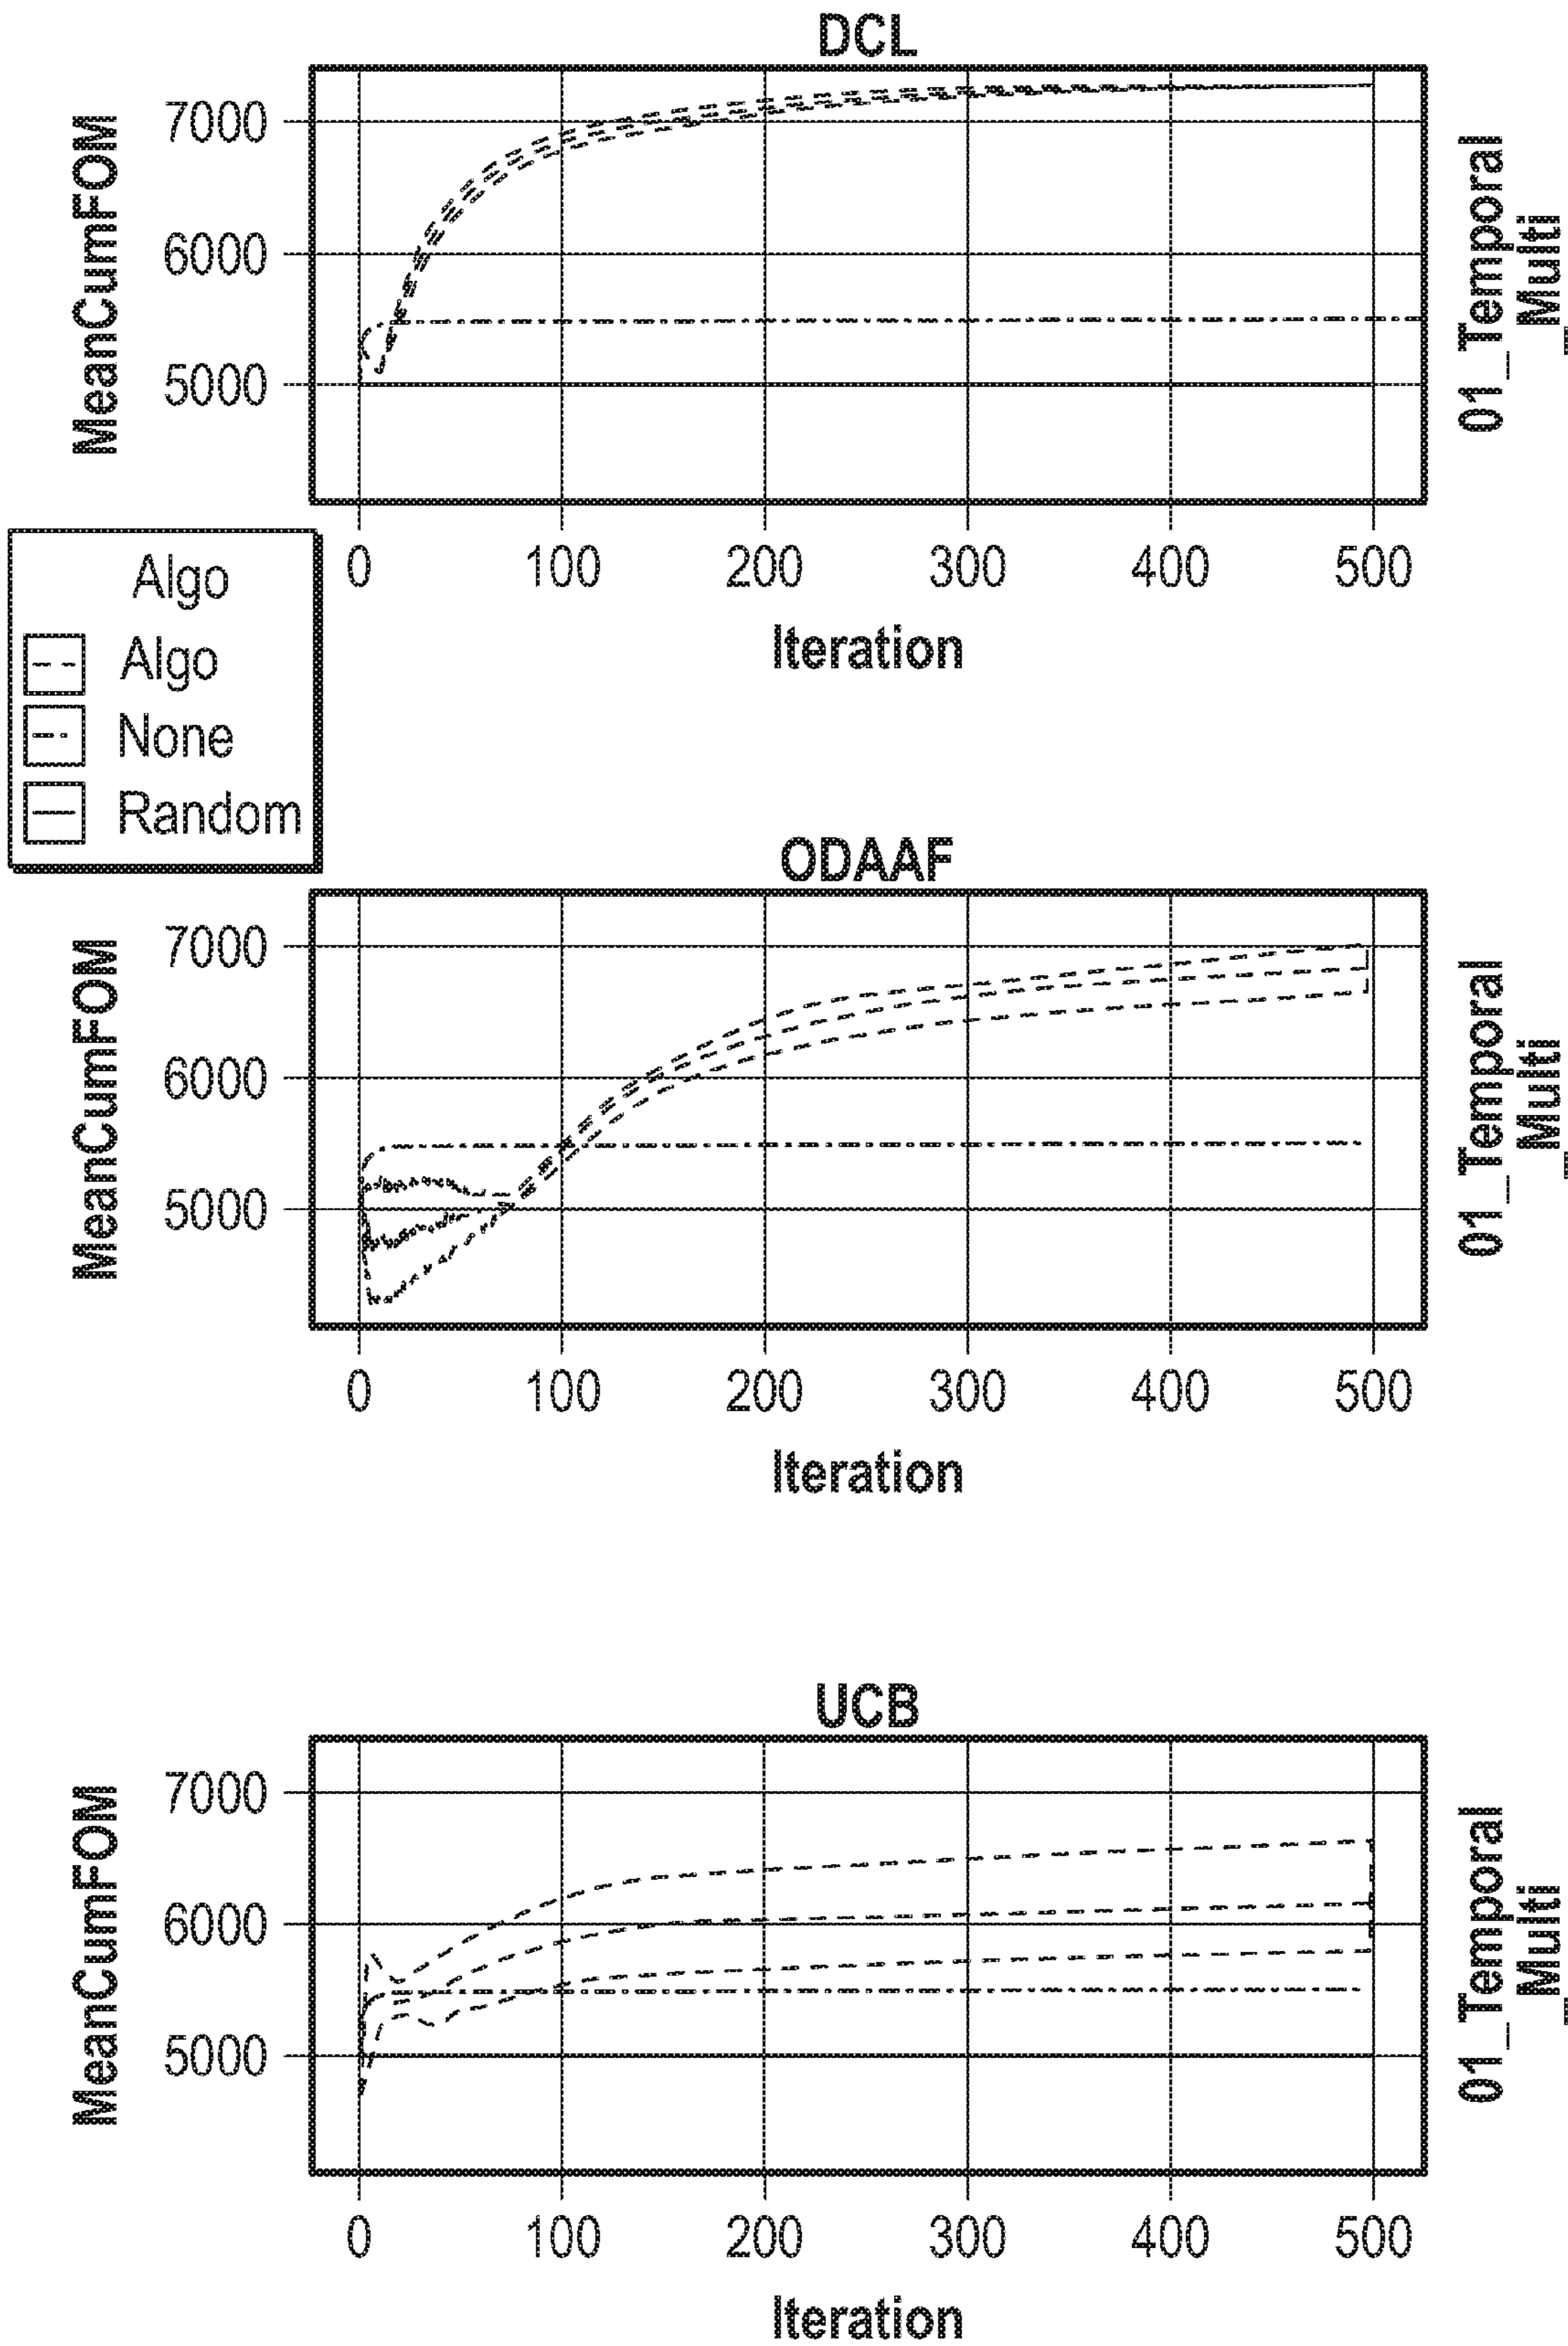 DCL
MeanCumFOM
7000
6000
5000
01_Temporal
_Multi
0 100 200 300 400 500
Iteration
Algo
Algo
None
Random
ODAAF
MeanCumFOM
7000
6000
5000
01_Temporal
_Multi
0 100 200 300 400 500
Iteration
UCB
MeanCumFOM
7000
6000
5000
01_Temporal
_Multi
0 100 200 300 400 500
Iteration